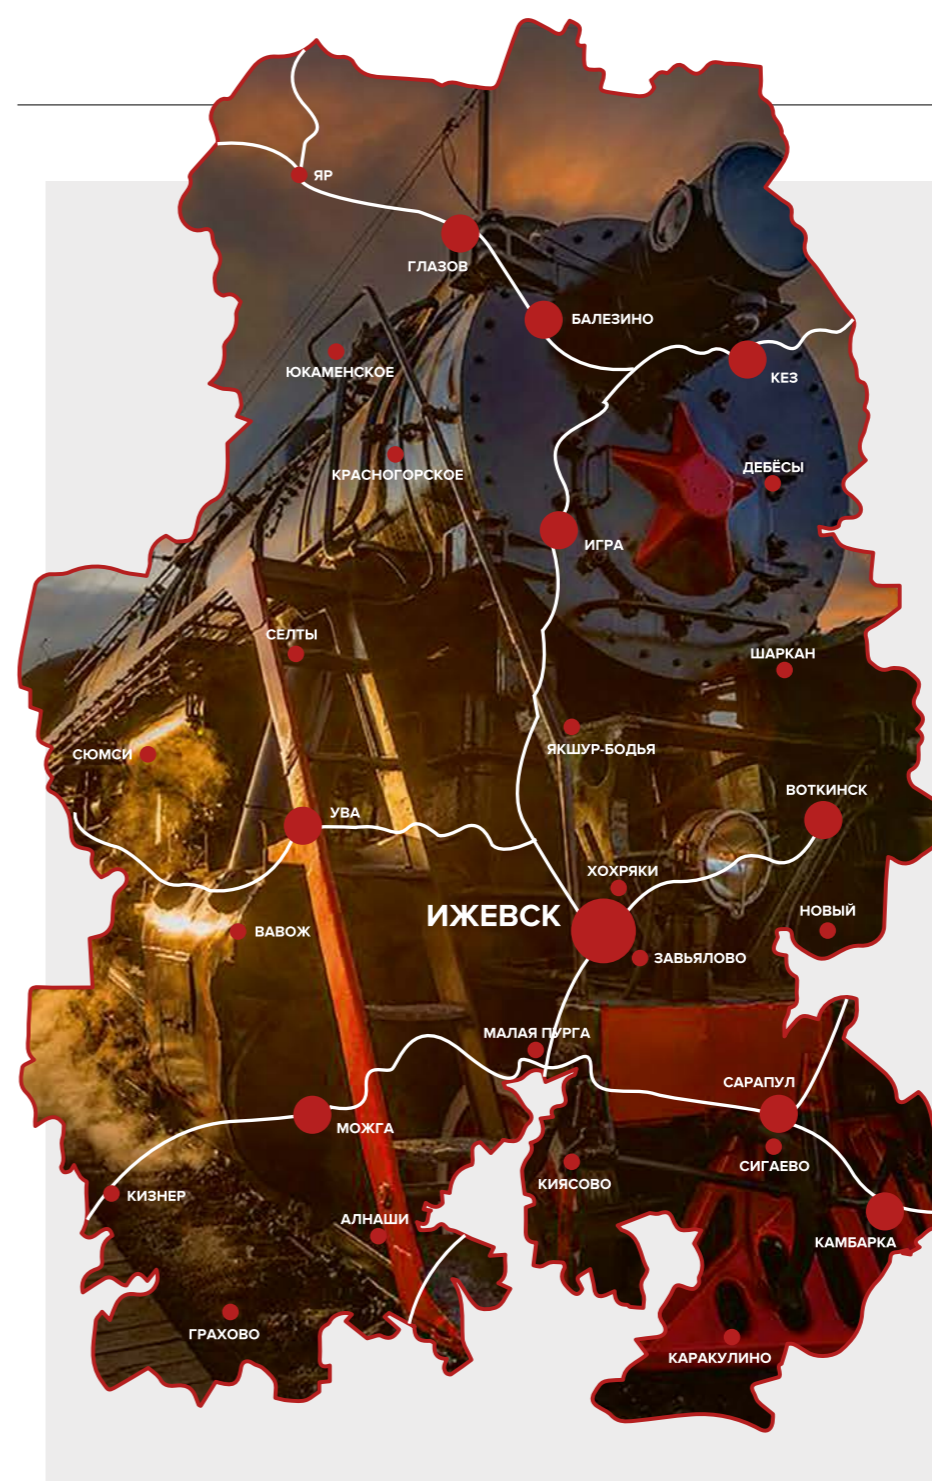 ЯР
ГЛАЗОВ
БАЛЕЗИНО
ЮКАМЕНСКОЕ
КЕЗ
КРАСНОГОРСКОЕ
ДЕБЁСЫ
ИГРА
СЕЛТЫ
ШАРКАН
ЯКШУР-БОДЬЯ
СЮМСИ
ВОТКИНСК
УВА
ХОХРЯКИ
ИЖЕВСК
НОВЫЙ
ВАВОЖ
ЗАВЬЯЛОВО
МАЛАЯ ПУРГА
САРАПУЛ
МОЖГА
СИГАЕВО
КИЯСОВО
КИЗНЕР
АЛНАШИ
КАМБАРКА
ГРАХОВО
КАРАКУЛИНО